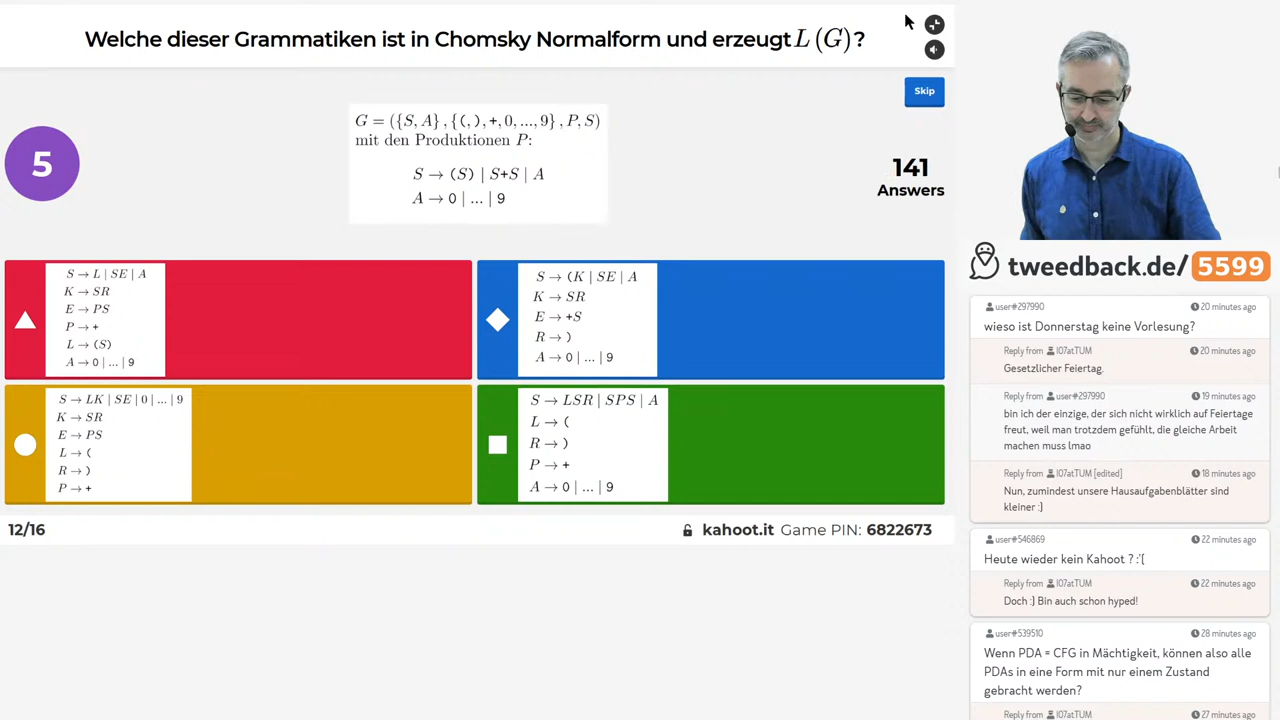 Welche dieser Grammatiken ist in Chomsky Normalform und erzeugt L (G)?
Skip
5
G = ({S, A} , {(, ), +, 0, ..., 9} , P, S)
mit den Produktionen P:
S → (S) | S+S | A
A → 0 | ... | 9
141
Answers
S → L | SE | A
K → SR
E → PS
P → +
L → (S)
A → 0 | ... | 9
S → (K | SE | A
K → SR
E → +S
R → )
A → 0 | ... | 9
S → LK | SE | 0 | ... | 9
K → SR
E → PS
L → (
R → )
P → +
S → LSR | SPS | A
L → (
R → )
P → +
A → 0 | ... | 9
12/16
kahoot.it Game PIN: 6822673
tweedback.de/ 5599
user#297990 20 minutes ago
wieso ist Donnerstag keine Vorlesung?
Reply from I07atTUM 20 minutes ago
Gesetzlicher Feiertag.
Reply from user#297990 19 minutes ago
bin ich der einzige, der sich nicht wirklich auf Feiertage
freut, weil man trotzdem gefühlt, die gleiche Arbeit
machen muss lmao
Reply from I07atTUM [edited] 18 minutes ago
Nun, zumindest unsere Hausaufgabenblätter sind
kleiner :)
user#546869 22 minutes ago
Heute wieder kein Kahoot ? :'(
Reply from I07atTUM 22 minutes ago
Doch :) Bin auch schon hyped!
user#539510 28 minutes ago
Wenn PDA = CFG in Mächtigkeit, können also alle
PDAs in eine Form mit nur einem Zustand
gebracht werden?
Reply from I07atTUM 27 minutes ago